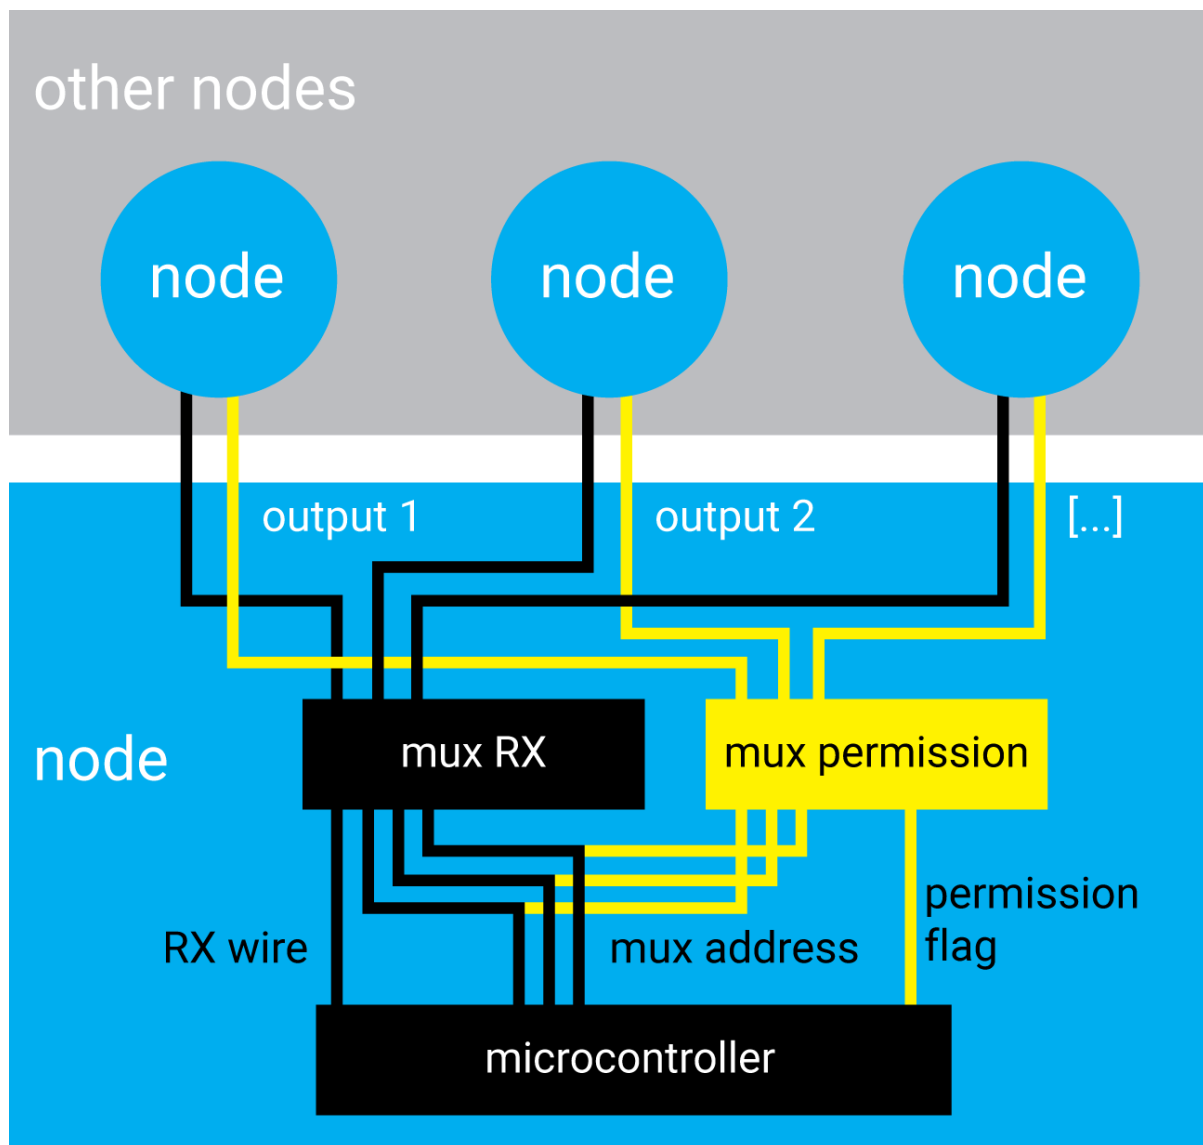 other nodes
node
node
node
output 1
output 2
[...]
node
mux RX
mux permission
RX wire
mux address
permission
flag
microcontroller